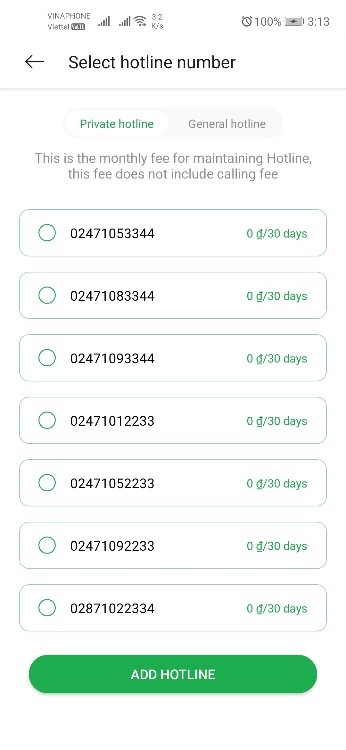 VINAPHONE
Viettel VoLTE
3.2
K/s
100%
3:13
Select hotline number
Private hotline
General hotline
This is the monthly fee for maintaining Hotline,
this fee does not include calling fee
02471053344 0 ₫/30 days
02471083344 0 ₫/30 days
02471093344 0 ₫/30 days
02471012233 0 ₫/30 days
02471052233 0 ₫/30 days
02471092233 0 ₫/30 days
02871022334 0 ₫/30 days
ADD HOTLINE